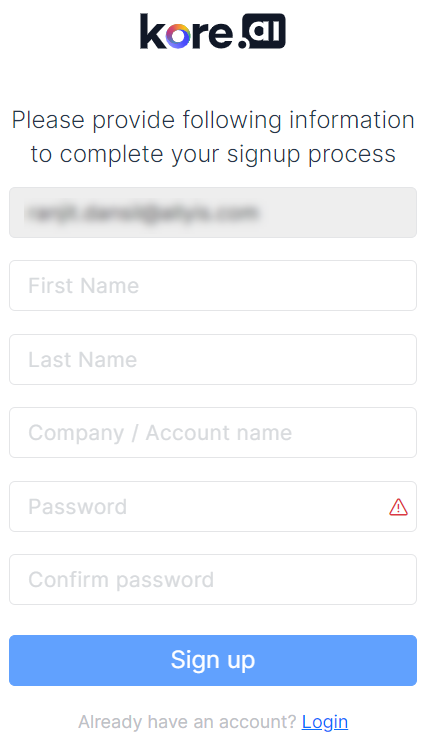 kore.ai
Please provide following information
to complete your signup process
First Name
Last Name
Company / Account name
Password
Confirm password
Sign up
Already have an account? Login